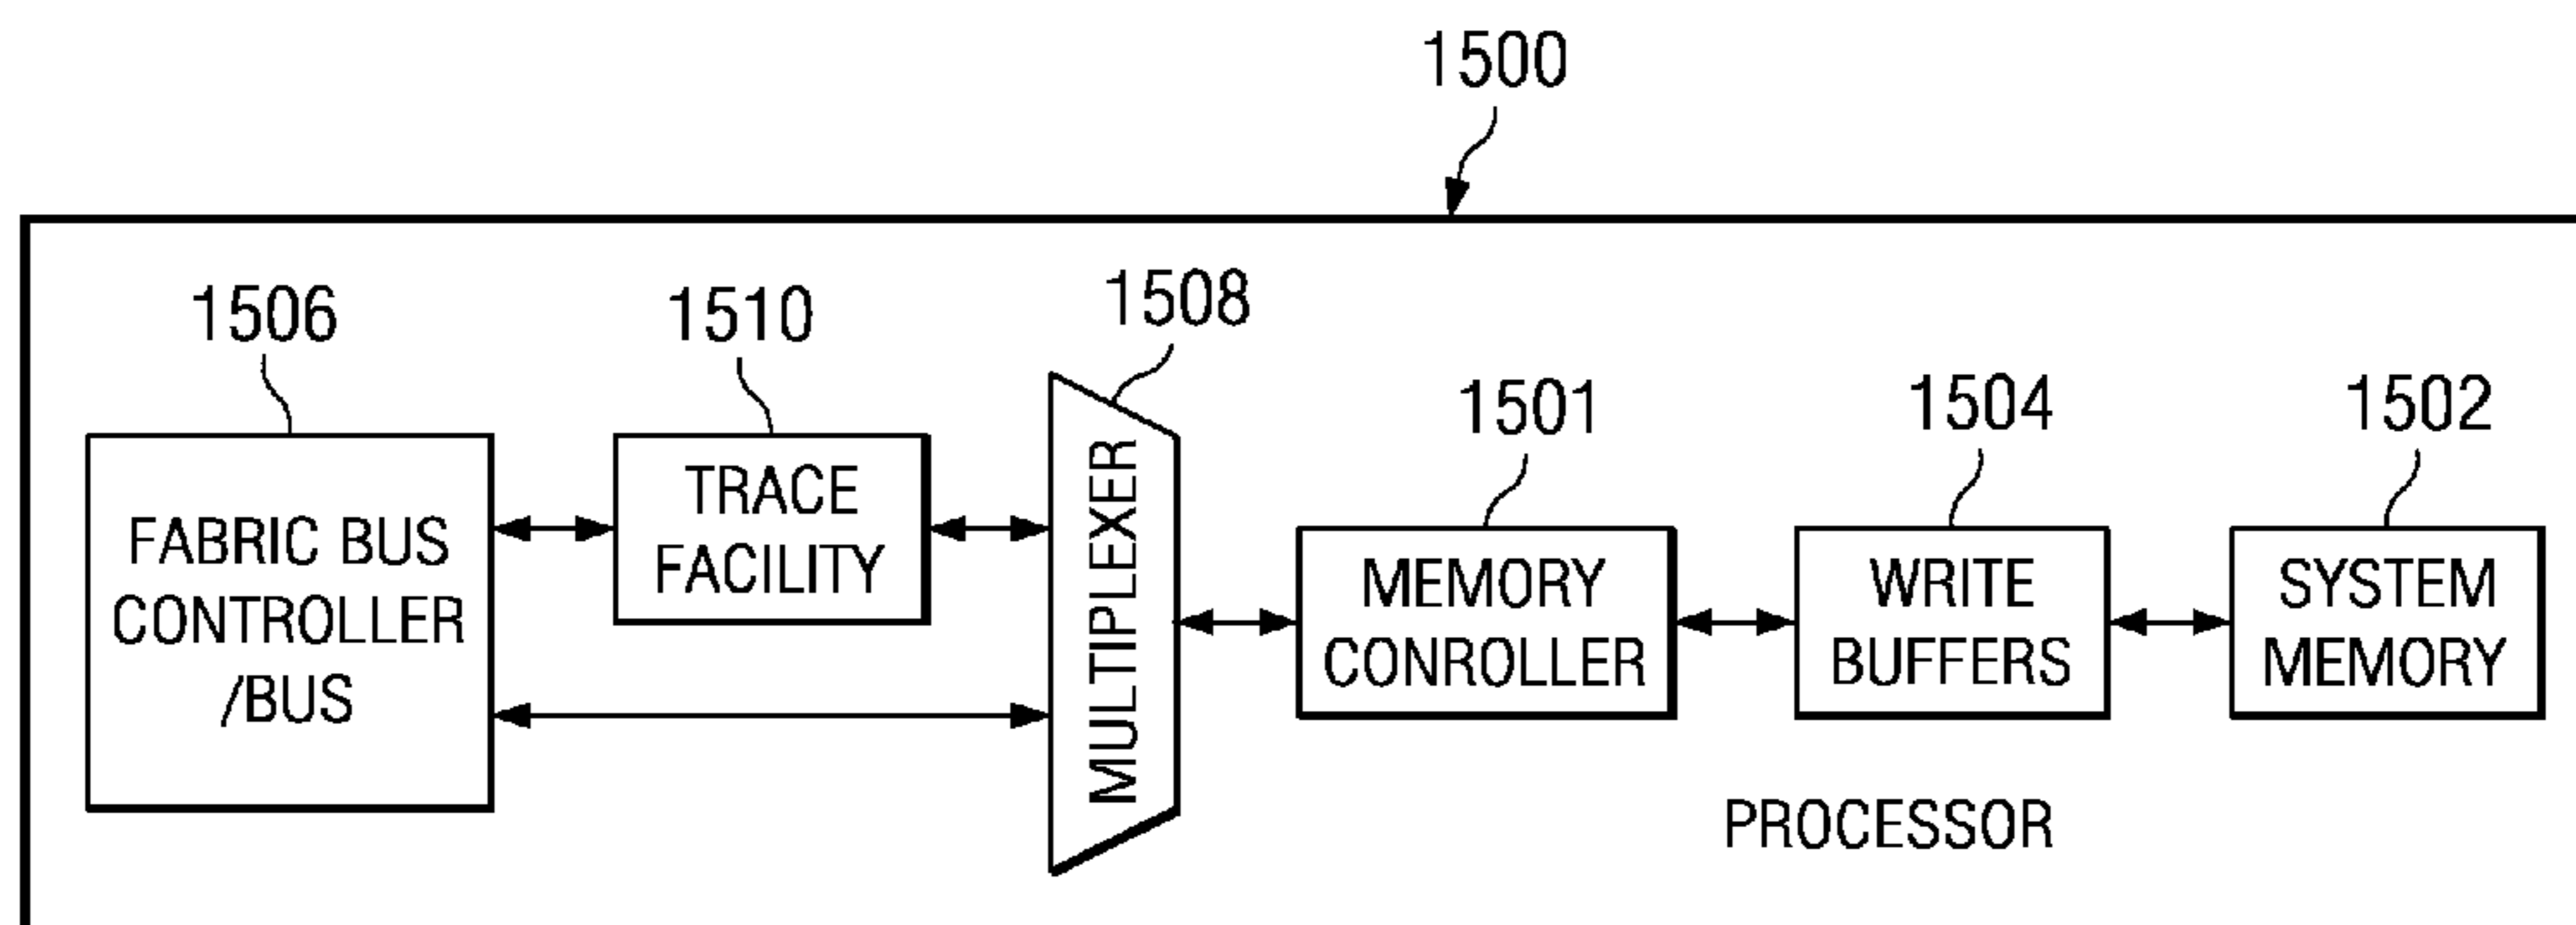 1500
1506
1510
1508
1501
1504
1502
FABRIC BUS
CONTROLLER
/BUS
TRACE
FACILITY
MULTIPLEXER
MEMORY
CONROLLER
WRITE
BUFFERS
SYSTEM
MEMORY
PROCESSOR